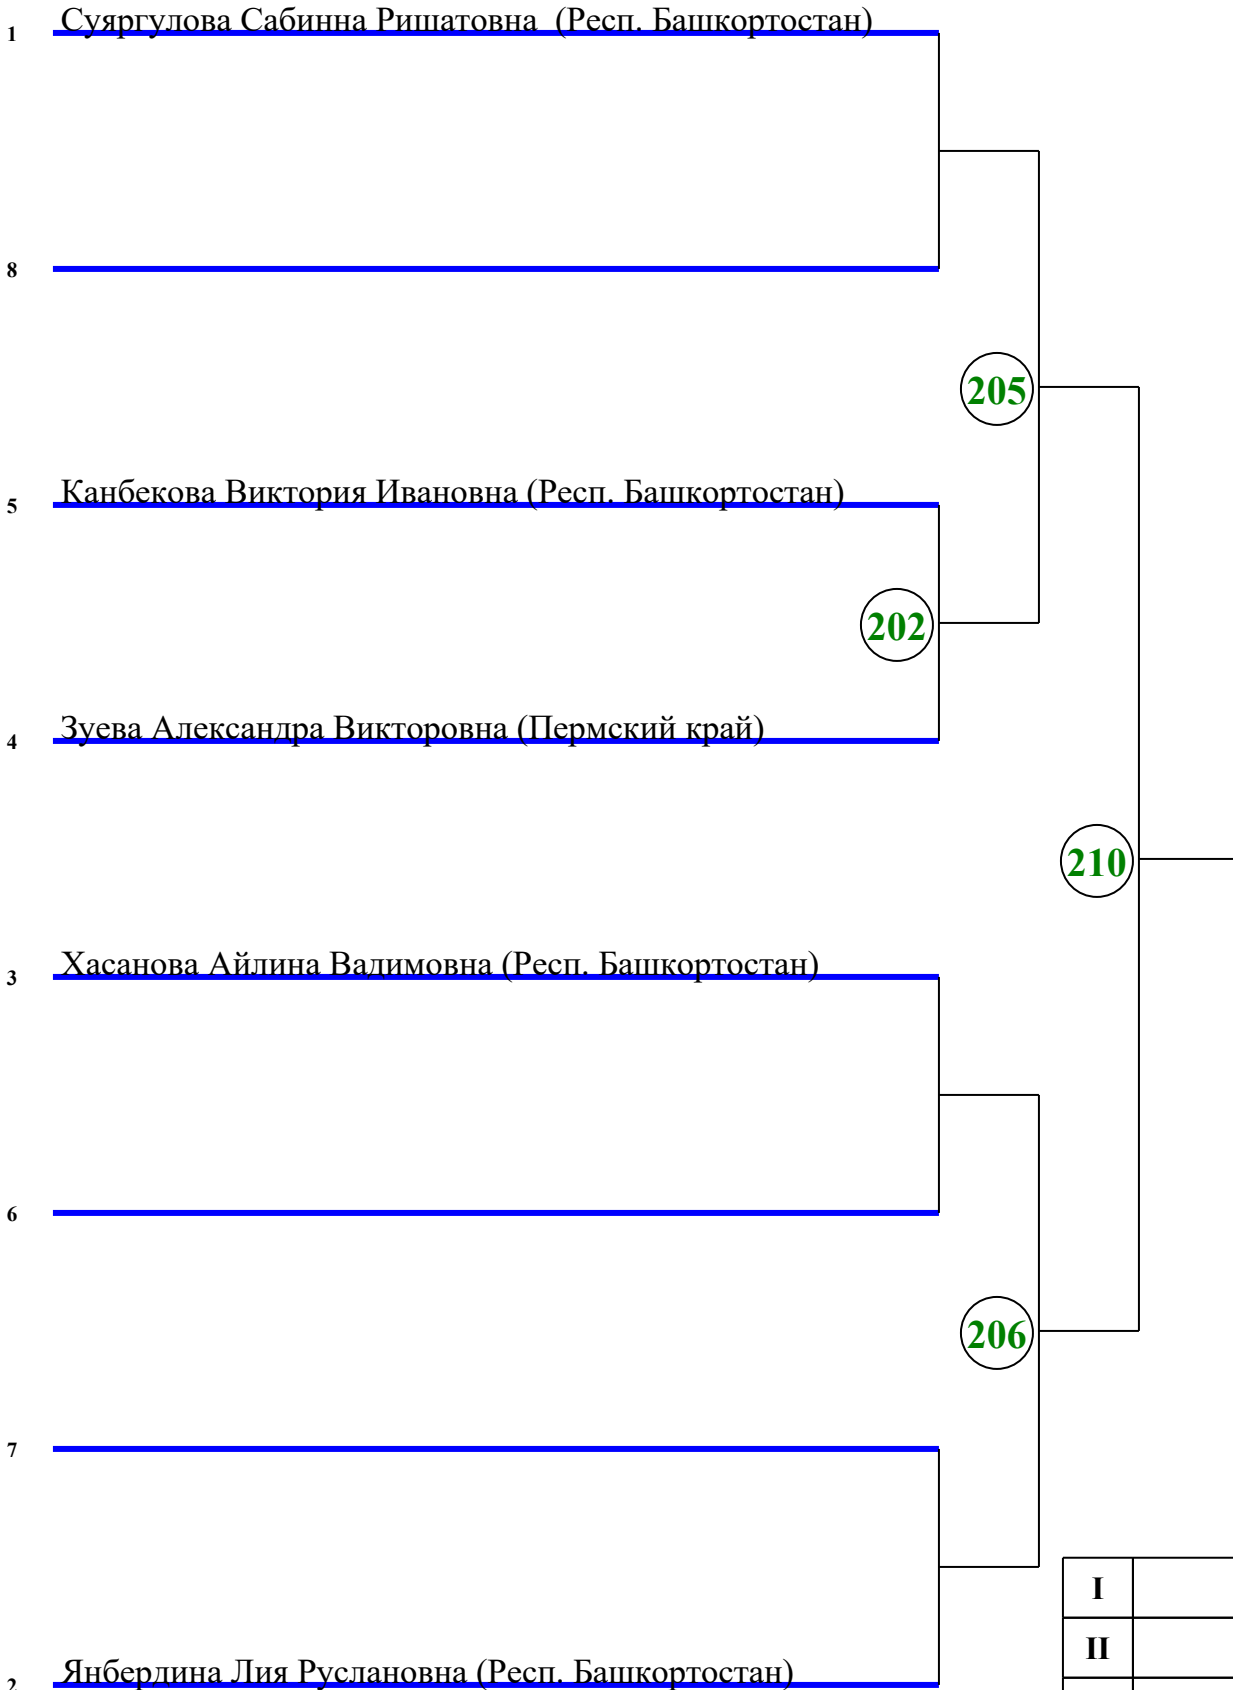 1 Суяргулова Сабинна Ришатовна (Респ. Башкортостан)
8
205
5 Канбекова Виктория Ивановна (Респ. Башкортостан)
202
4 Зуева Александра Викторовна (Пермский край)
210
3 Хасанова Айлина Вадимовна (Респ. Башкортостан)
6
206
7
I
II
2 Янбердина Лия Руслановна (Респ. Башкортостан)